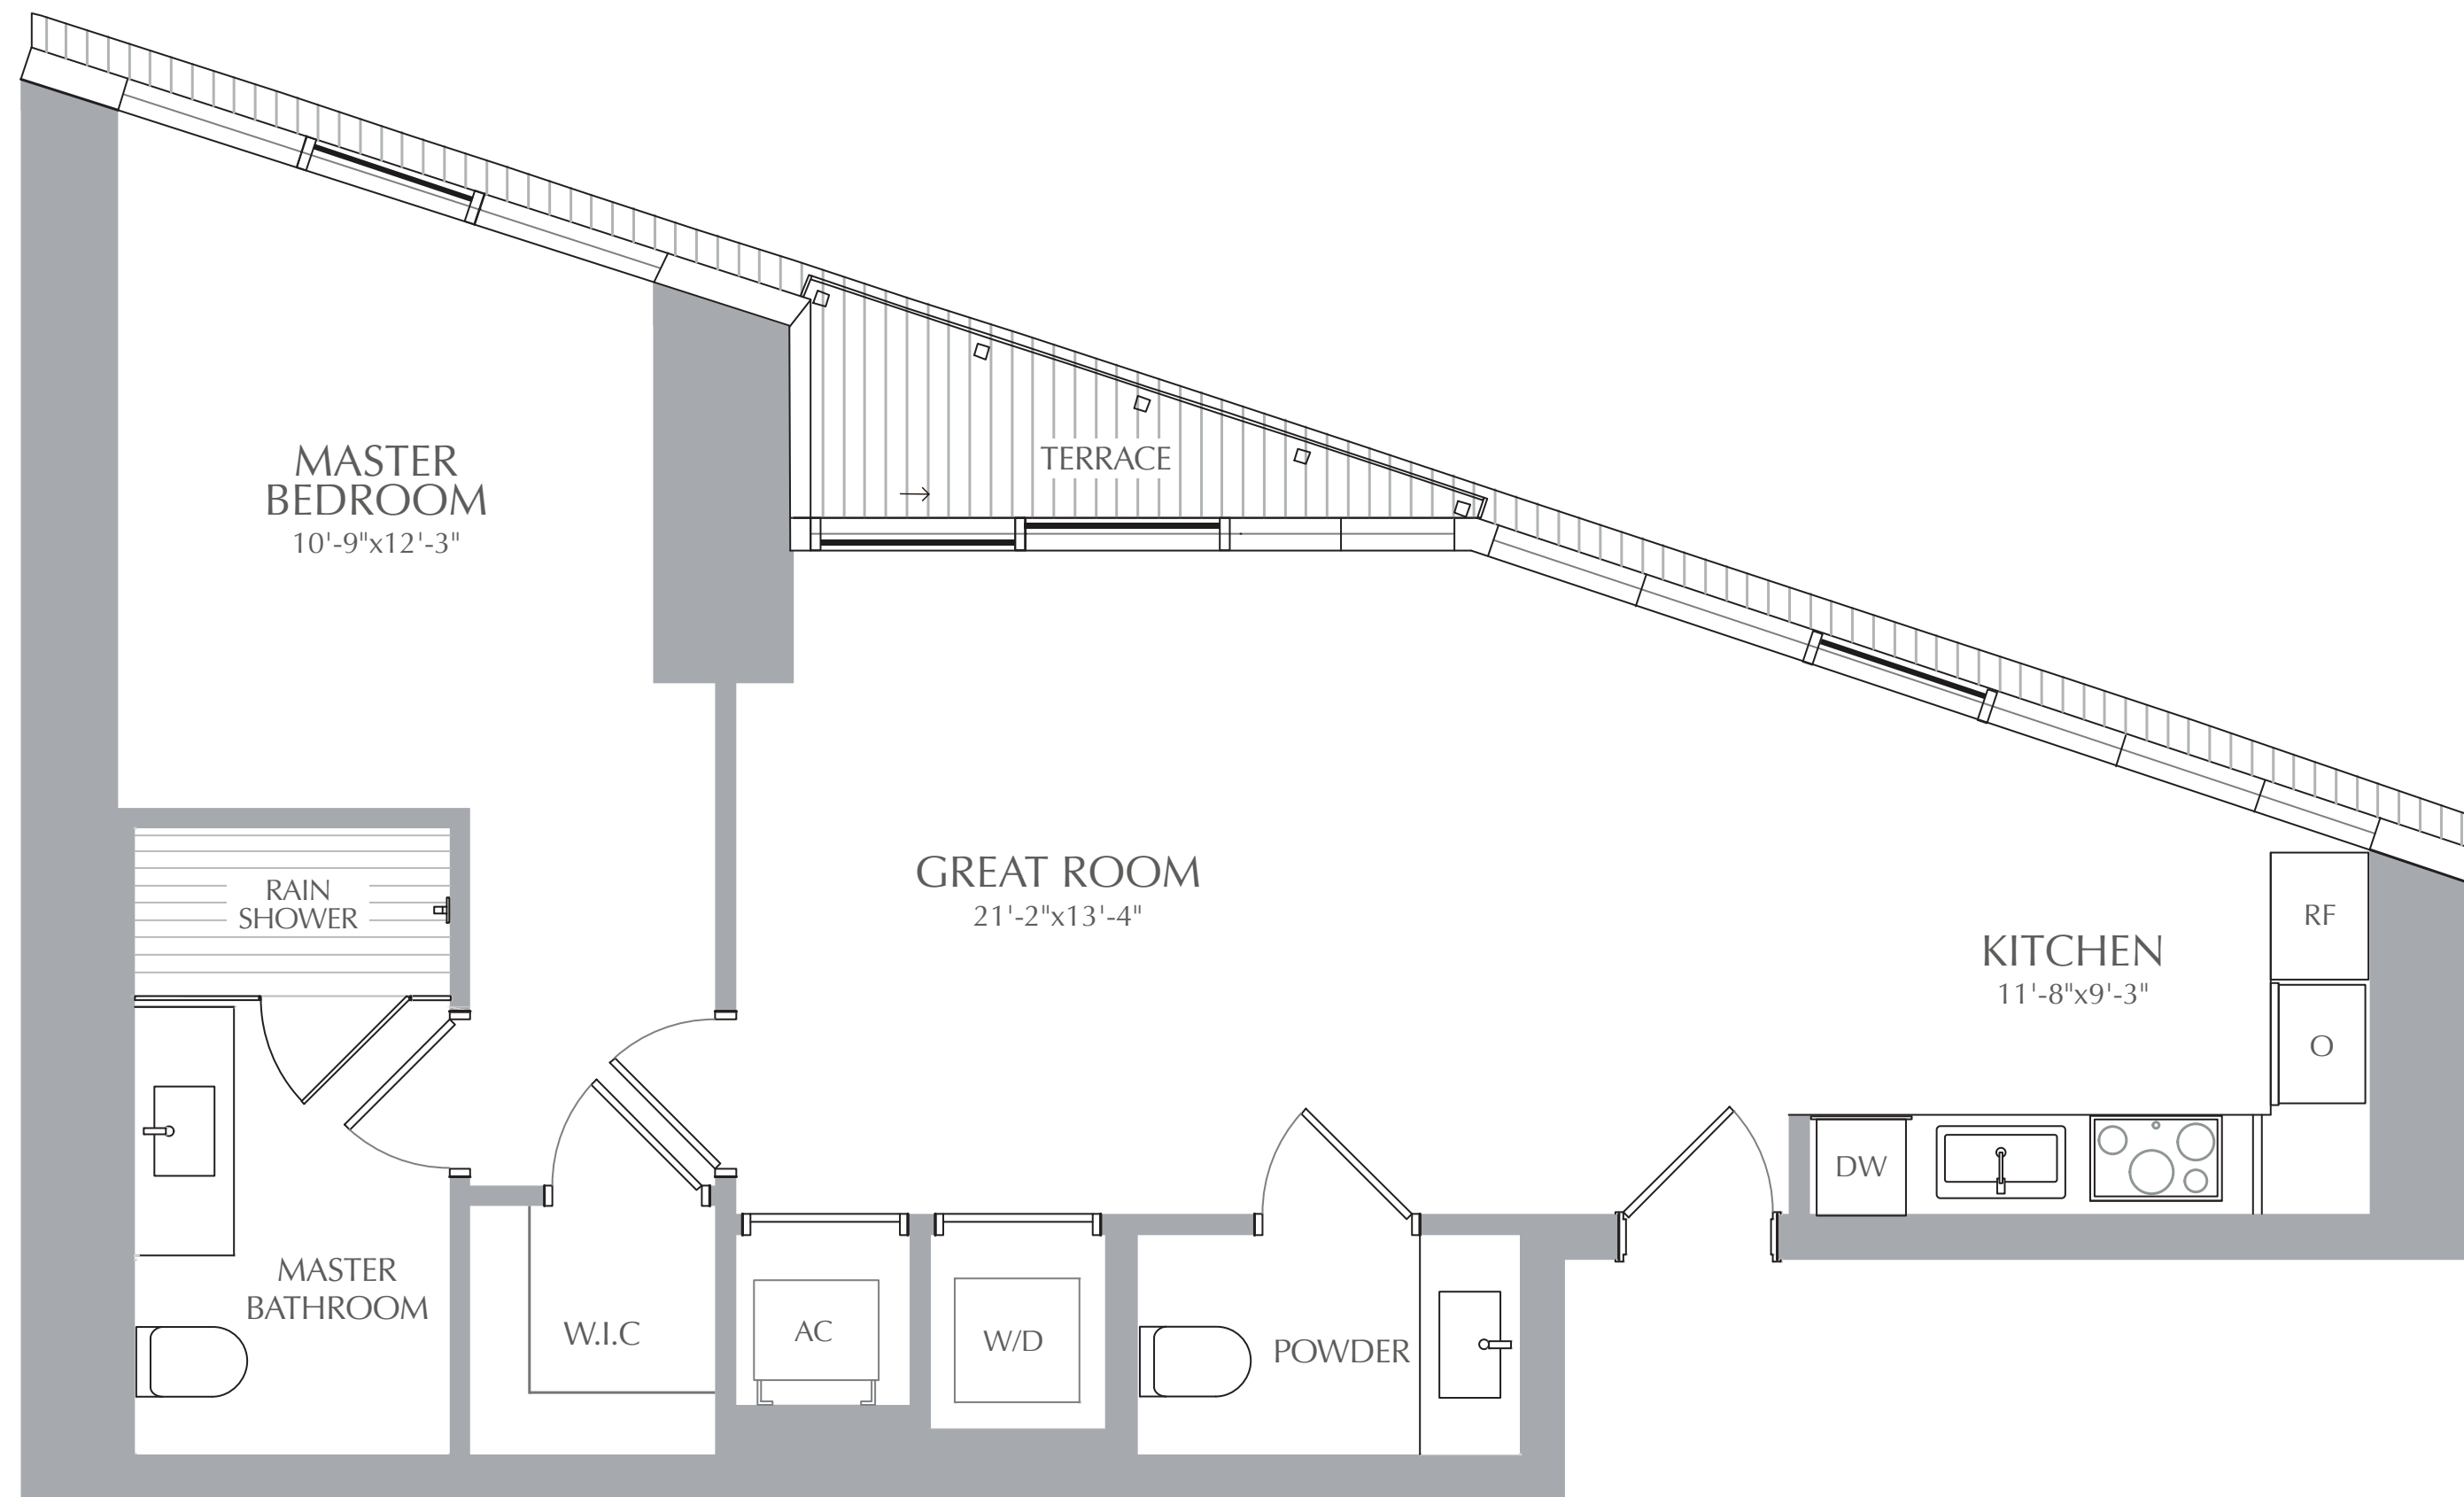 MASTER
BEDROOM
10'-9"x12'-3"
TERRACE
RAIN
SHOWER
GREAT ROOM
21'-2"x13'-4"
KITCHEN
11'-8"x9'-3"
RF
O
DW
MASTER
BATHROOM
W.I.C
AC
W/D
POWDER